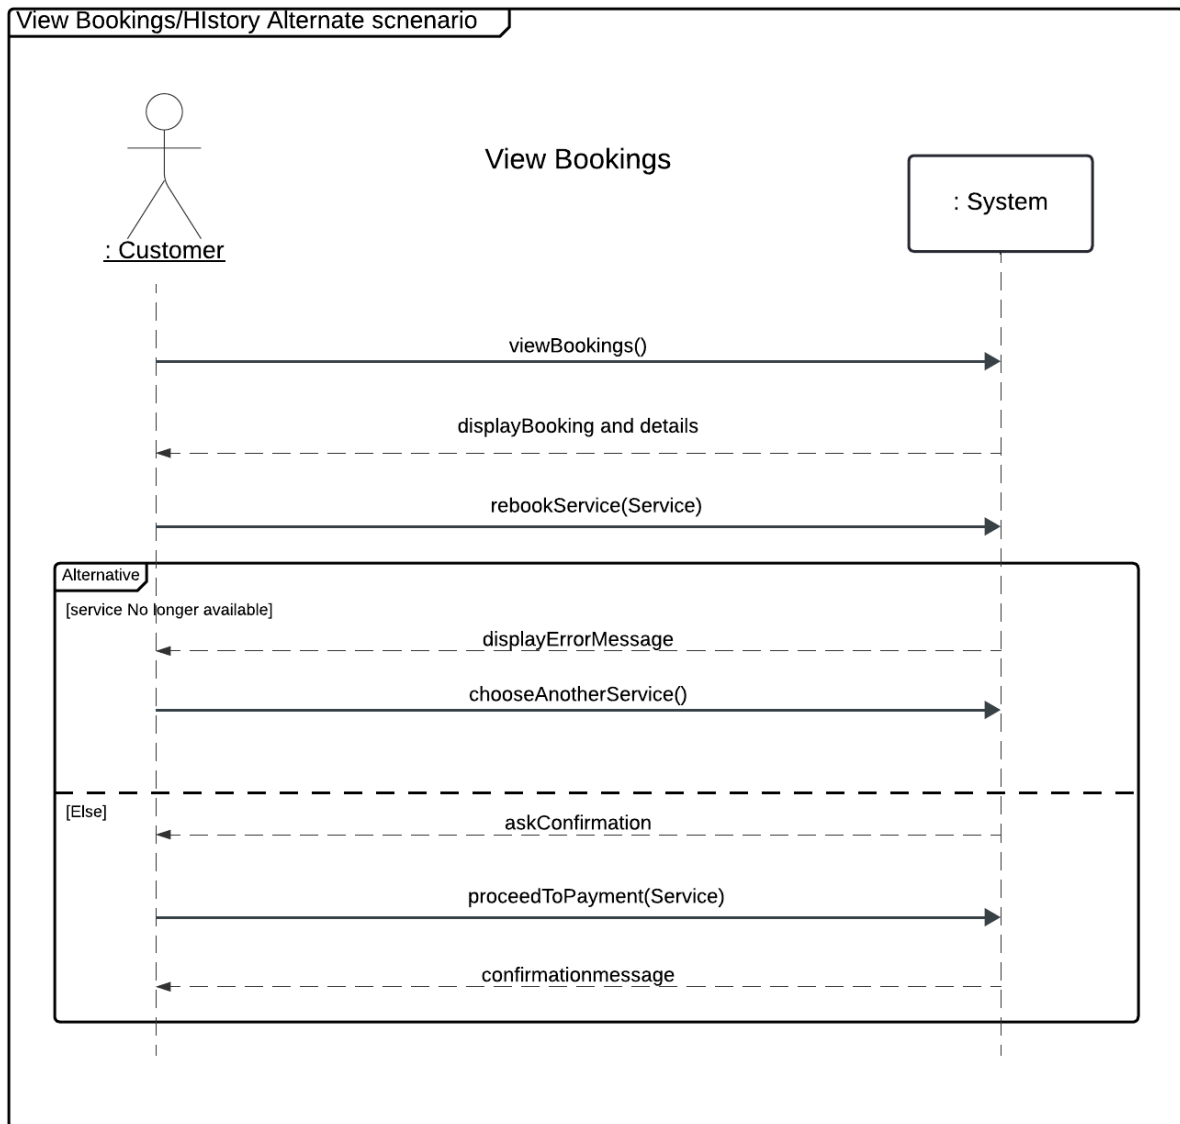 View Bookings/HIstory Alternate scnenario
View Bookings
: System
: Customer
viewBookings()
displayBooking and details
rebookService(Service)
Alternative
[service No longer available]
displayErrorMessage
chooseAnotherService()
[Else]
askConfirmation
proceedToPayment(Service)
confirmationmessage